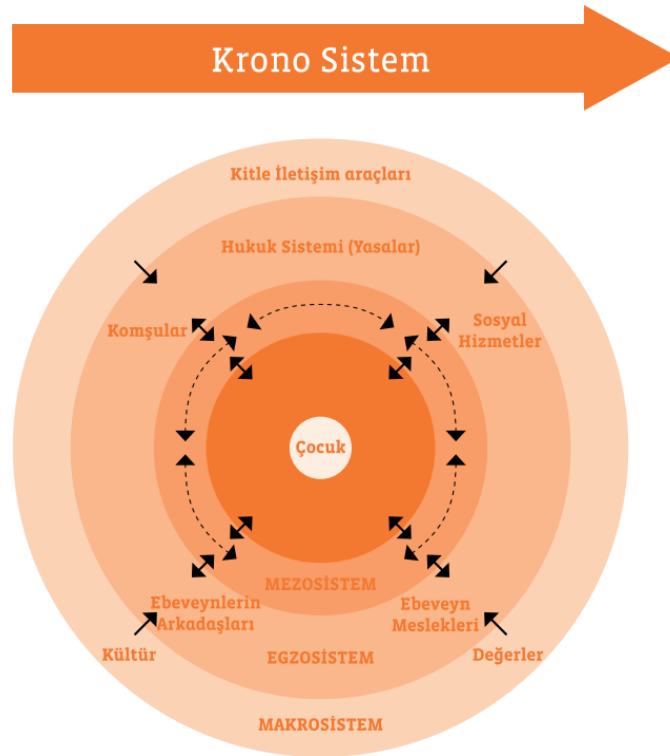 Krono Sistem
Kitle İletişim araçları
Hukuk Sistemi (Yasalar)
Komşular
Sosyal
Hizmetler
Çocuk
MEZOSİSTEM
Ebeveynlerin
Arkadaşları
Ebeveyn
Meslekleri
Kültür
EGZOSİSTEM
Değerler
MAKROSİSTEM